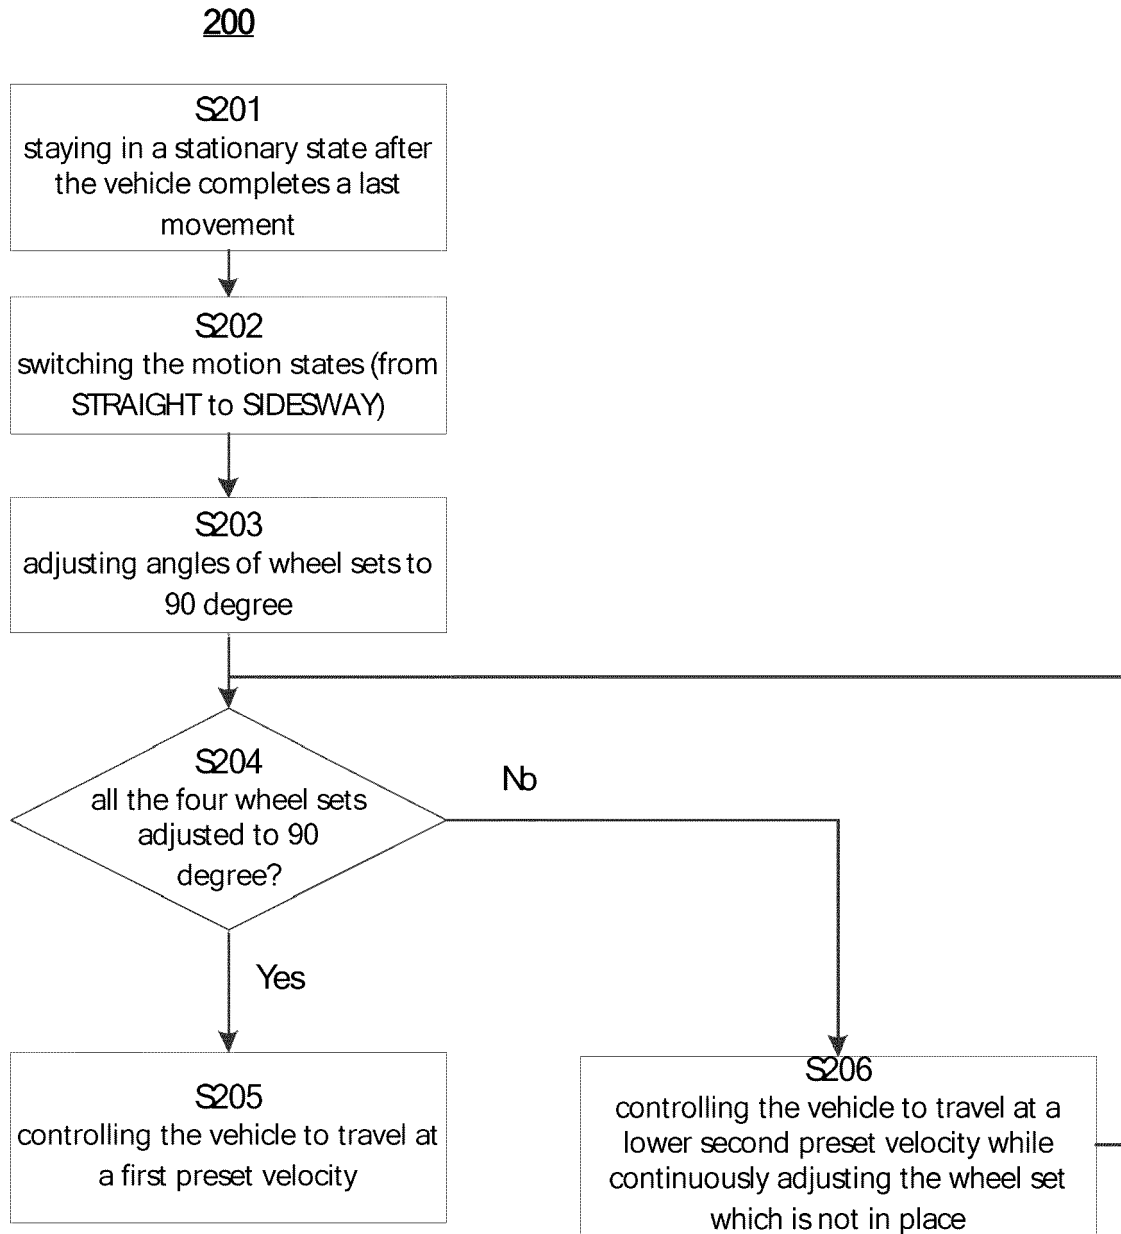 200
S201
staying in a stationary state after
the vehicle completes a last
movement
S202
switching the motion states (from
STRAIGHT to SIDESWAY)
S203
adjusting angles of wheel sets to
90 degree
S204
all the four wheel sets
adjusted to 90
degree?
No
Yes
S205
controlling the vehicle to travel at
a first preset velocity
S206
controlling the vehicle to travel at a
lower second preset velocity while
continuously adjusting the wheel set
which is not in place